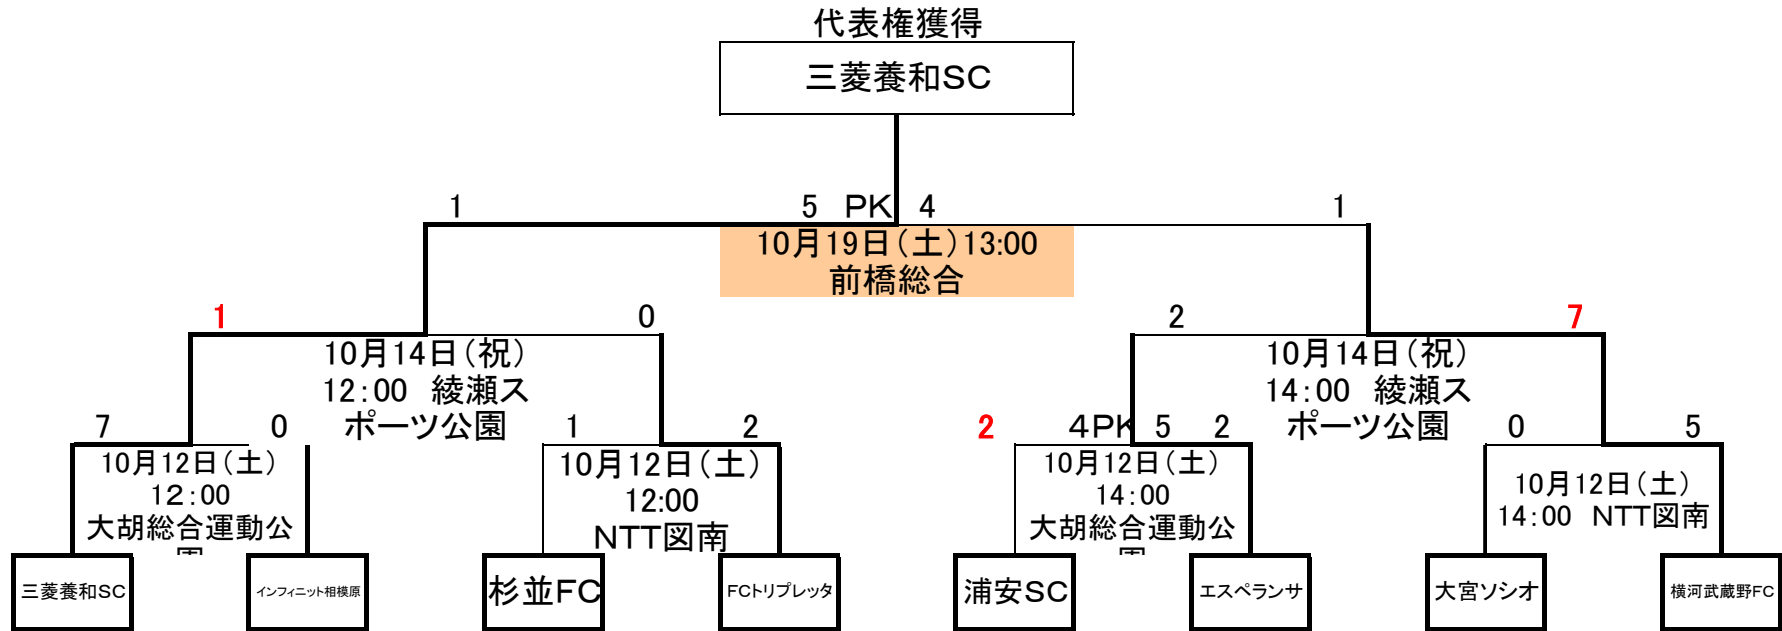 代表権獲得
三菱養和SC
1 5 PK 4 1
10月19日（土）13:00
前橋総合
1 0 2 7
10月14日（祝）
12：00 綾瀬ス
ポーツ公園
10月14日（祝）
14：00 綾瀬ス
ポーツ公園
7 0 1 2 2 4PK 5 2 0 5
10月12日（土）
12：00
大胡総合運動公
園
10月12日（土）
12:00
NTT図南
10月12日（土）
14：00
大胡総合運動公
園
10月12日（土）
14：00 NTT図南
三菱養和SC
インフィニット相模原
杉並FC
FCトリプレッタ
浦安SC
エスペランサ
大宮ソシオ
横河武蔵野FC